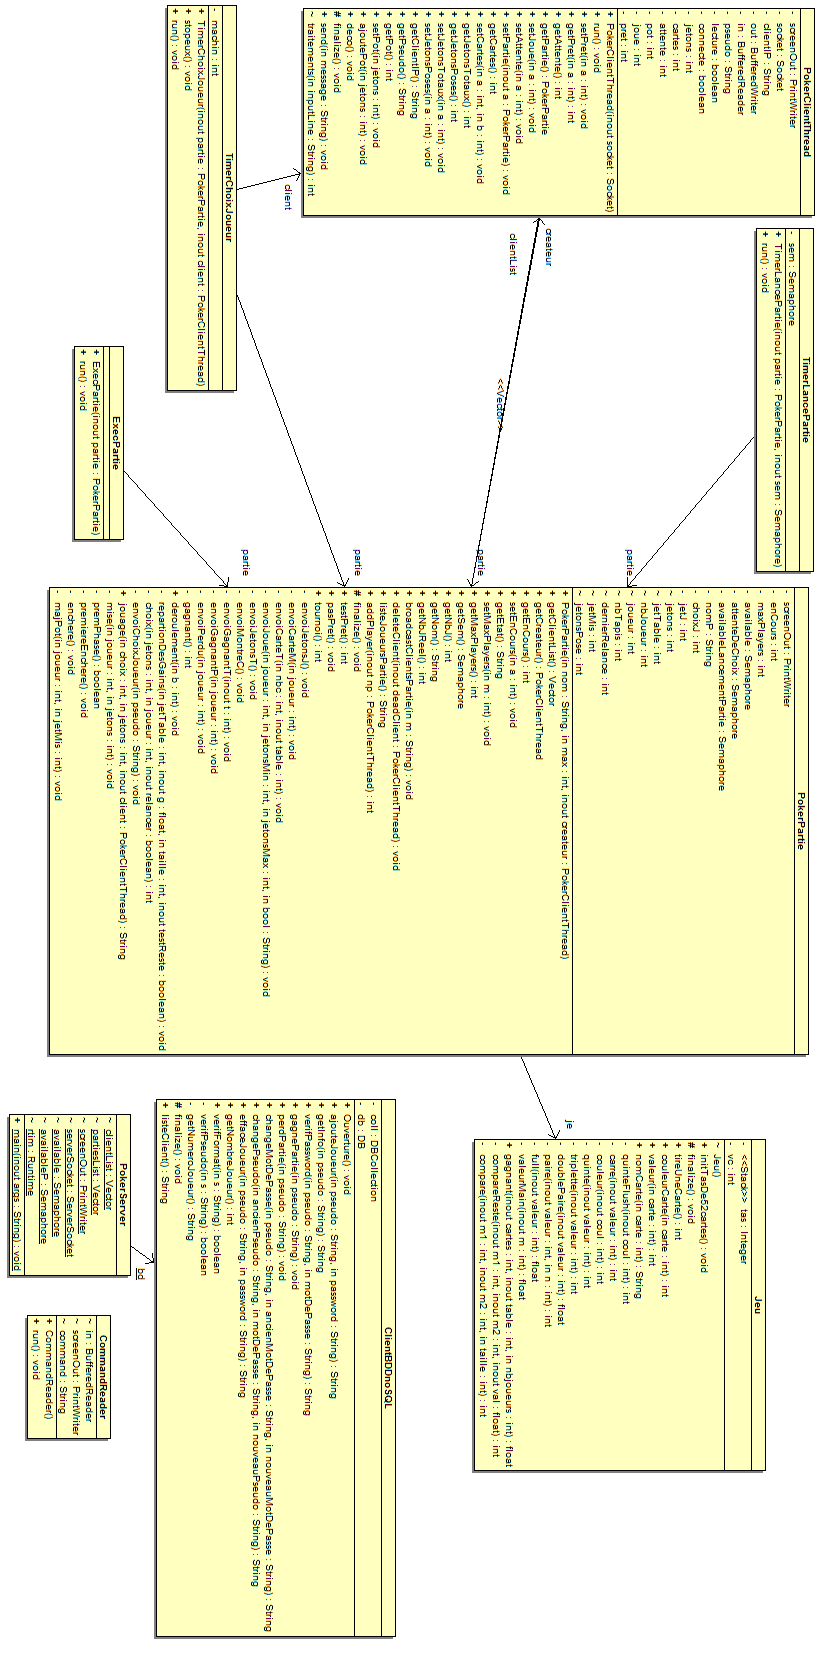 PokerClientThread
- screenOut : PrintWriter
- socket : Socket
- clientIP : String
- out : BufferedWriter
- in : BufferedReader
- pseudo : String
- lecture : boolean
- connecte : boolean
- jetons : int
- cartes : int
- attente : int
- pot : int
- joue : int
- pret : int
+ PokerClientThread(inout socket : Socket)
+ run() : void
+ setPret(in a : int) : void
+ getPret(in a) : int
+ getAttente() : int
+ getPartie() : PokerPartie
+ setJoue(in a : int) : void
+ setAttente(in a : int) : void
+ setPartie(inout a : PokerPartie) : void
+ getCartes() : int
+ setCartes(in a : int, in b : int) : void
+ getJetonsTotaux() : int
+ getJetonsPoses() : int
+ setJetonsTotaux(in a : int) : void
+ setJetonsPoses(in a : int) : void
+ getClientIP() : String
+ getPseudo() : String
+ getPot() : int
+ setPot(in jetons : int) : void
+ ajoutePot(in jetons : int) : void
+ deco() : void
# finalize() : void
+ send(in message : String) : void
~ traitements(in inputLine : String) : int
TimerLancePartie
- sem : Semaphore
+ TimerLancePartie(inout partie : PokerPartie, inout sem : Semaphore)
+ run() : void
TimerChoixJoueur
- machin : int
+ TimerChoixJoueur(inout partie : PokerPartie, inout client : PokerClientThread)
+ stopeux() : void
+ run() : void
ExecPartie
+ ExecPartie(inout partie : PokerPartie)
+ run() : void
client
createur
clientList
<<Vector>>
partie
partie
partie
partie
PokerPartie
- screenOut : PrintWriter
- enCours : int
- maxPlayers : int
- available : Semaphore
- attenteDeChoix : Semaphore
- availableLancementPartie : Semaphore
- nomP : String
- choixJ : int
- jetJ : int
~ jetons : int
~ jetTable : int
~ nbJoueur : int
~ joueur : int
~ nbTapis : int
~ dernierRelance : int
~ jetMis : int
~ jetonsPose : int
+ PokerPartie(in nom : String, in max : int, inout createur : PokerClientThread)
+ getClientList() : Vector
+ getCreateur() : PokerClientThread
+ getEnCours() : int
+ setEnCours(in a : int) : void
+ getEtat() : String
+ setMaxPlayers(in m : int) : void
+ getMaxPlayers() : int
+ getSem() : Semaphore
+ getNbJ() : int
+ getNom() : String
+ getNbJReel() : int
+ broadcastClientsPartie(in m : String) : void
+ deleteClient(inout deadClient : PokerClientThread) : void
+ listeJoueursPartie() : String
+ addPlayer(inout np : PokerClientThread) : int
# finalize() : void
+ testPret() : int
+ pasPret() : void
+ tournoi() : int
- envoJetonsJ() : void
- envoiCarteM(in joueur : int) : void
- envoiCarteT(in nbc : int, inout table : int) : void
- envoiJoue(in joueur : int, in jetonsMin : int, in jetonsMax : int, in bool : String) : void
- envoiJetonsT() : void
- envoiMontreC() : void
- envoiGagnantT(inout t : int) : void
- envoiGagnantP(in joueur : int) : void
- envoiPerdu(in joueur : int) : void
- gagnant() : int
+ deroulement(in b : int) : void
- repartionDesGains(in jetTable : int, inout g : float, in taille : int, inout testReste : boolean) : void
- choix(in jetons : int, in joueur : int, inout relancer : boolean) : int
- envoiChoixJoueur(in pseudo : String) : void
+ jouage(in choix : int, in jetons : int, inout client : PokerClientThread) : String
- mise(in joueur : int, in jetons : int) : void
- premPhase() : boolean
- premiereEnchere() : void
- enchere() : void
- majPot(in joueur : int, in jetMis : int) : void
je
Jeu
- <<Stack>> tas : Integer
- vc : int
~ Jeu()
+ initTasDe52cartes() : void
# finalize() : void
+ tireUneCarte() : int
+ couleurCarte(in carte : int) : int
+ valeur(in carte : int) : int
+ nomCarte(in carte : int) : String
- quinteFlush(inout coul : int) : int
- carre(inout valeur : int) : int
- couleur(inout coul : int) : int
- quinte(inout valeur : int) : int
- triplette(inout valeur : int) : int
- doublePaire(inout valeur : int) : float
- paire(inout valeur : int, in n : int) : int
- full(inout valeur : int) : float
- valeurMain(inout m : int) : float
+ gagnant(inout cartes : int, inout table : int, in nbjoueurs : int) : float
- compareReste(inout m1 : int, inout m2 : int, inout val : float) : int
- compare(inout m1 : int, inout m2 : int, in taille : int) : int
ClientBDDnoSQL
- coll : DBCollection
- db : DB
+ Ouverture() : void
+ ajouteJoueur(in pseudo : String, in password : String) : String
+ getInfo(in pseudo : String) : String
+ verifPassword(in pseudo : String, in motDePasse : String) : String
+ gagnePartie(in pseudo : String) : void
+ perdPartie(in pseudo : String) : void
+ changeMotDePasse(in pseudo : String, in ancienMotDePasse : String, in nouveauMotDePasse : String) : String
+ changePseudo(in ancienPseudo : String, in motDePasse : String, in nouveauPseudo : String) : String
+ effaceJoueur(in pseudo : String, in password : String) : String
+ getNombreJoueur() : int
- verifFormat(in s : String) : boolean
- verifPseudo(in s : String) : boolean
- getNumeroJoueur() : String
# finalize() : void
+ listeClient() : String
bd
PokerServer
~ clientList : Vector
~ partiesList : Vector
~ screenOut : PrintWriter
~ serverSocket : ServerSocket
~ available : Semaphore
~ availableP : Semaphore
~ rtim : Runtime
+ main(inout args : String) : void
CommandReader
~ in : BufferedReader
~ screenOut : PrintWriter
~ command : String
+ CommandReader()
+ run() : void